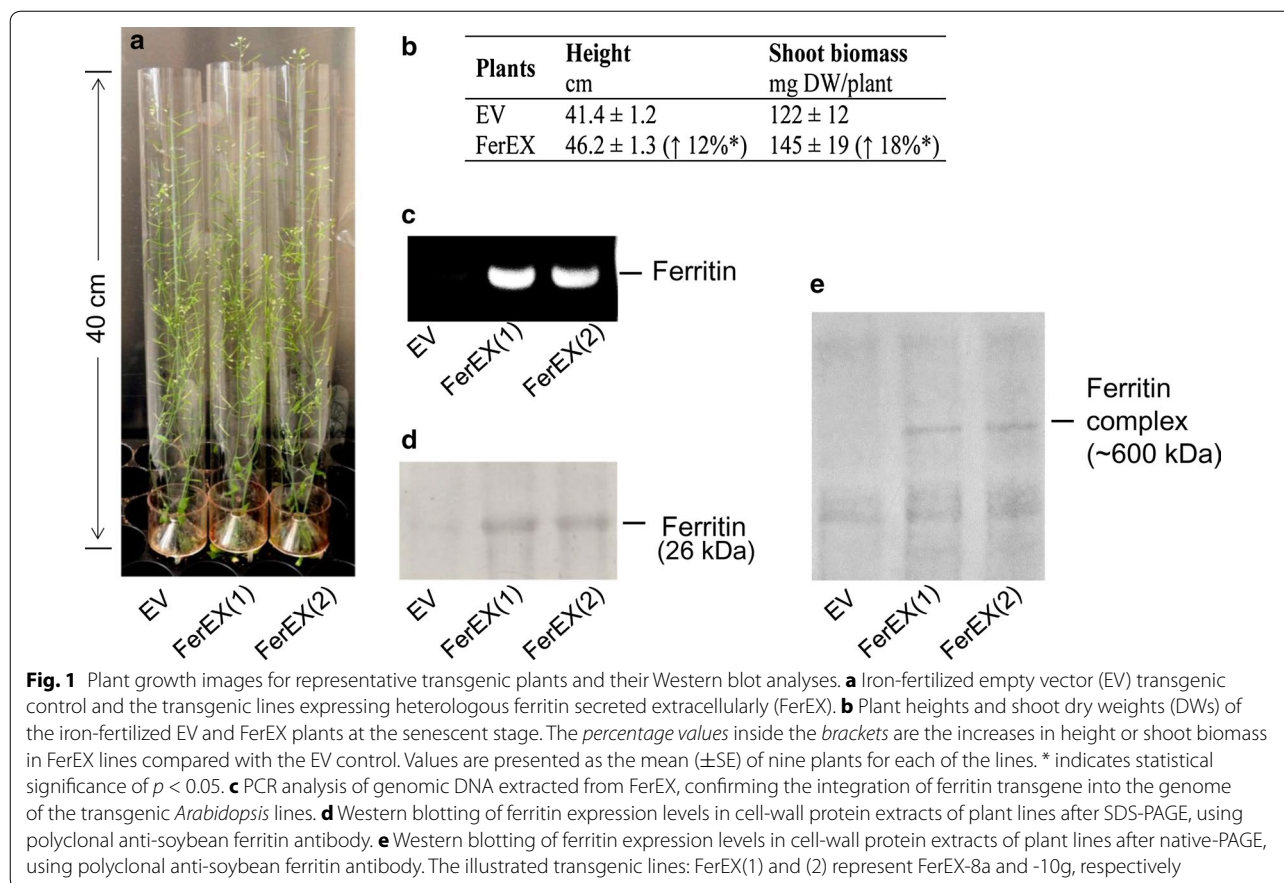 a
40 cm
EV
FerEX(1)
FerEX(2)
b
Plants Height Shoot biomass
cm mg DW/plant
EV 41.4 ± 1.2 122 ± 12
FerEX 46.2 ± 1.3 (↑ 12%*) 145 ± 19 (↑ 18%*)
c
Ferritin
EV
FerEX(1)
FerEX(2)
d
Ferritin
(26 kDa)
EV
FerEX(1)
FerEX(2)
e
Ferritin
complex
(~600 kDa)
EV
FerEX(1)
FerEX(2)
Fig. 1 Plant growth images for representative transgenic plants and their Western blot analyses. a Iron-fertilized empty vector (EV) transgenic
control and the transgenic lines expressing heterologous ferritin secreted extracellularly (FerEX). b Plant heights and shoot dry weights (DWs) of
the iron-fertilized EV and FerEX plants at the senescent stage. The percentage values inside the brackets are the increases in height or shoot biomass
in FerEX lines compared with the EV control. Values are presented as the mean (±SE) of nine plants for each of the lines. * indicates statistical
significance of p < 0.05. c PCR analysis of genomic DNA extracted from FerEX, confirming the integration of ferritin transgene into the genome
of the transgenic Arabidopsis lines. d Western blotting of ferritin expression levels in cell-wall protein extracts of plant lines after SDS-PAGE, using
polyclonal anti-soybean ferritin antibody. e Western blotting of ferritin expression levels in cell-wall protein extracts of plant lines after native-PAGE,
using polyclonal anti-soybean ferritin antibody. The illustrated transgenic lines: FerEX(1) and (2) represent FerEX-8a and -10g, respectively